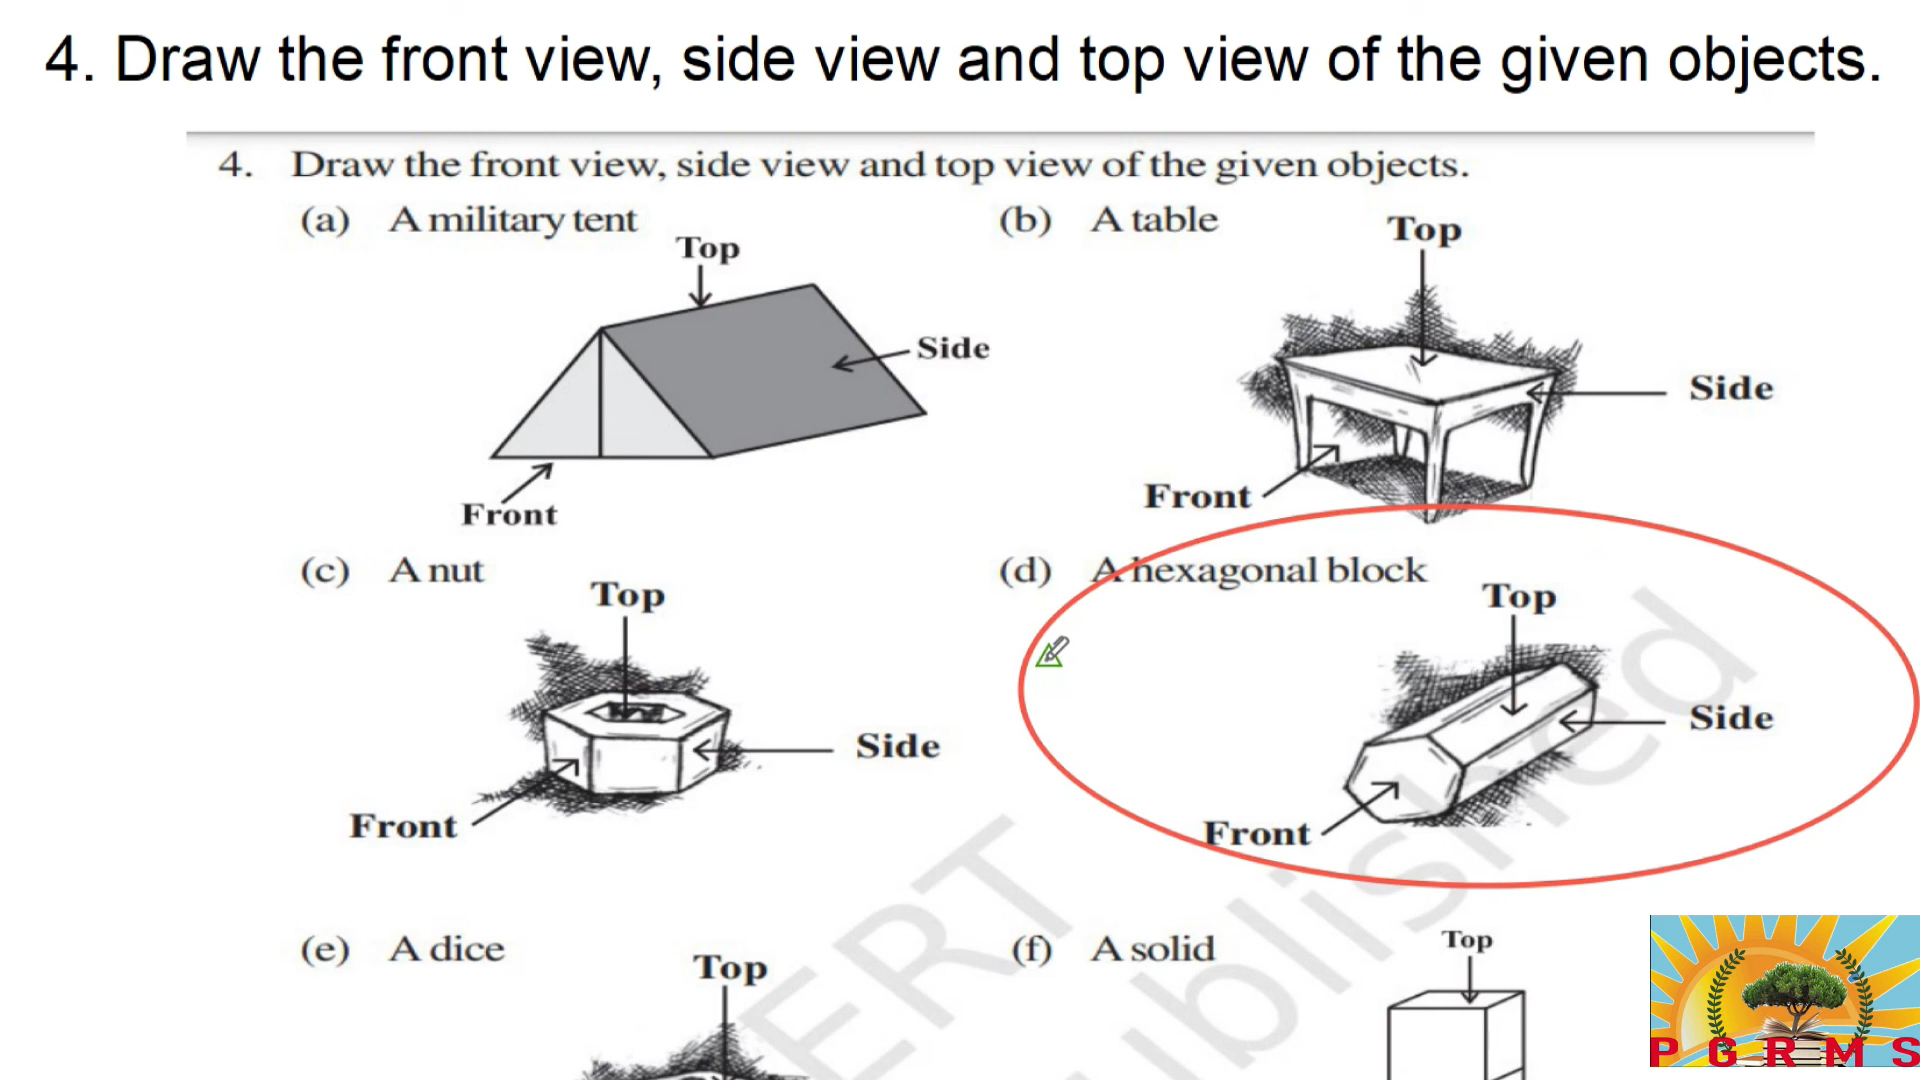 4. Draw the front view, side view and top view of the given objects.
4. Draw the front view, side view and top view of the given objects.
(a) A military tent
Top
Side
Front
(b) A table
Top
Side
Front
(c) A nut
Top
Side
Front
(d) A hexagonal block
Top
Side
Front
(e) A dice
Top
(f) A solid
Top
PGRMS